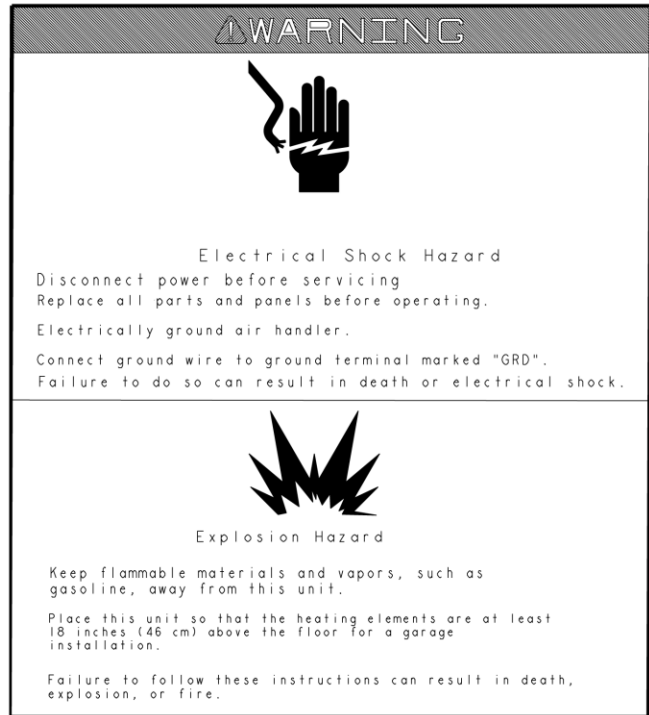 WARNING
Electrical Shock Hazard
Disconnect power before servicing
Replace all parts and panels before operating.
Electrically ground air handler.
Connect ground wire to ground terminal marked "GRD".
Failure to do so can result in death or electrical shock.
Explosion Hazard
Keep flammable materials and vapors, such as
gasoline, away from this unit.
Place this unit so that the heating elements are at least
18 inches (46 cm) above the floor for a garage
installation.
Failure to follow these instructions can result in death,
explosion, or fire.